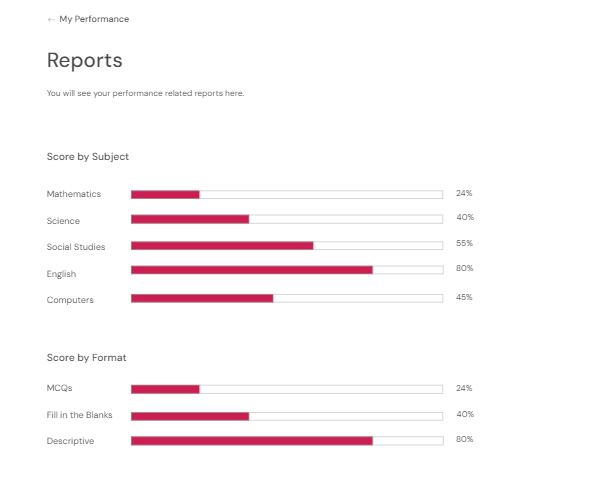 ← My Performance
Reports
You will see your performance related reports here.
Score by Subject
Mathematics 24%
Science 40%
Social Studies 55%
English 80%
Computers 45%
Score by Format
MCQs 24%
Fill in the Blanks 40%
Descriptive 80%